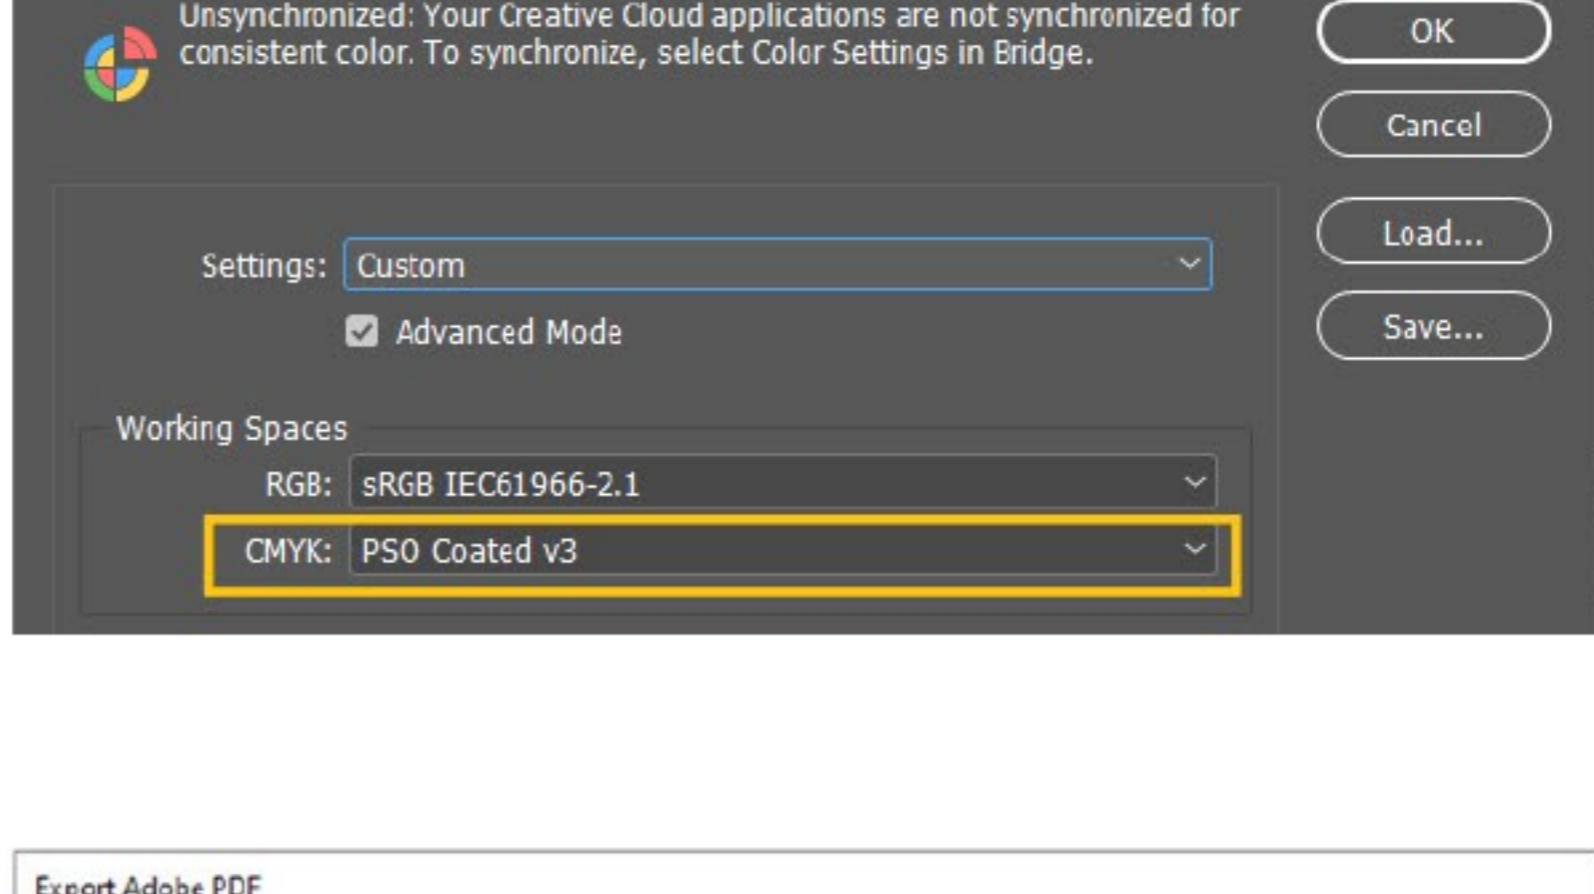 Unsynchronized: Your Creative Cloud applications are not synchronized for
consistent color. To synchronize, select Color Settings in Bridge.
OK
Cancel
Load...
Save...
Settings: Custom
Advanced Mode
Working Spaces
RGB: sRGB IEC61966-2.1
CMYK: PSO Coated v3
Export Adobe PDF